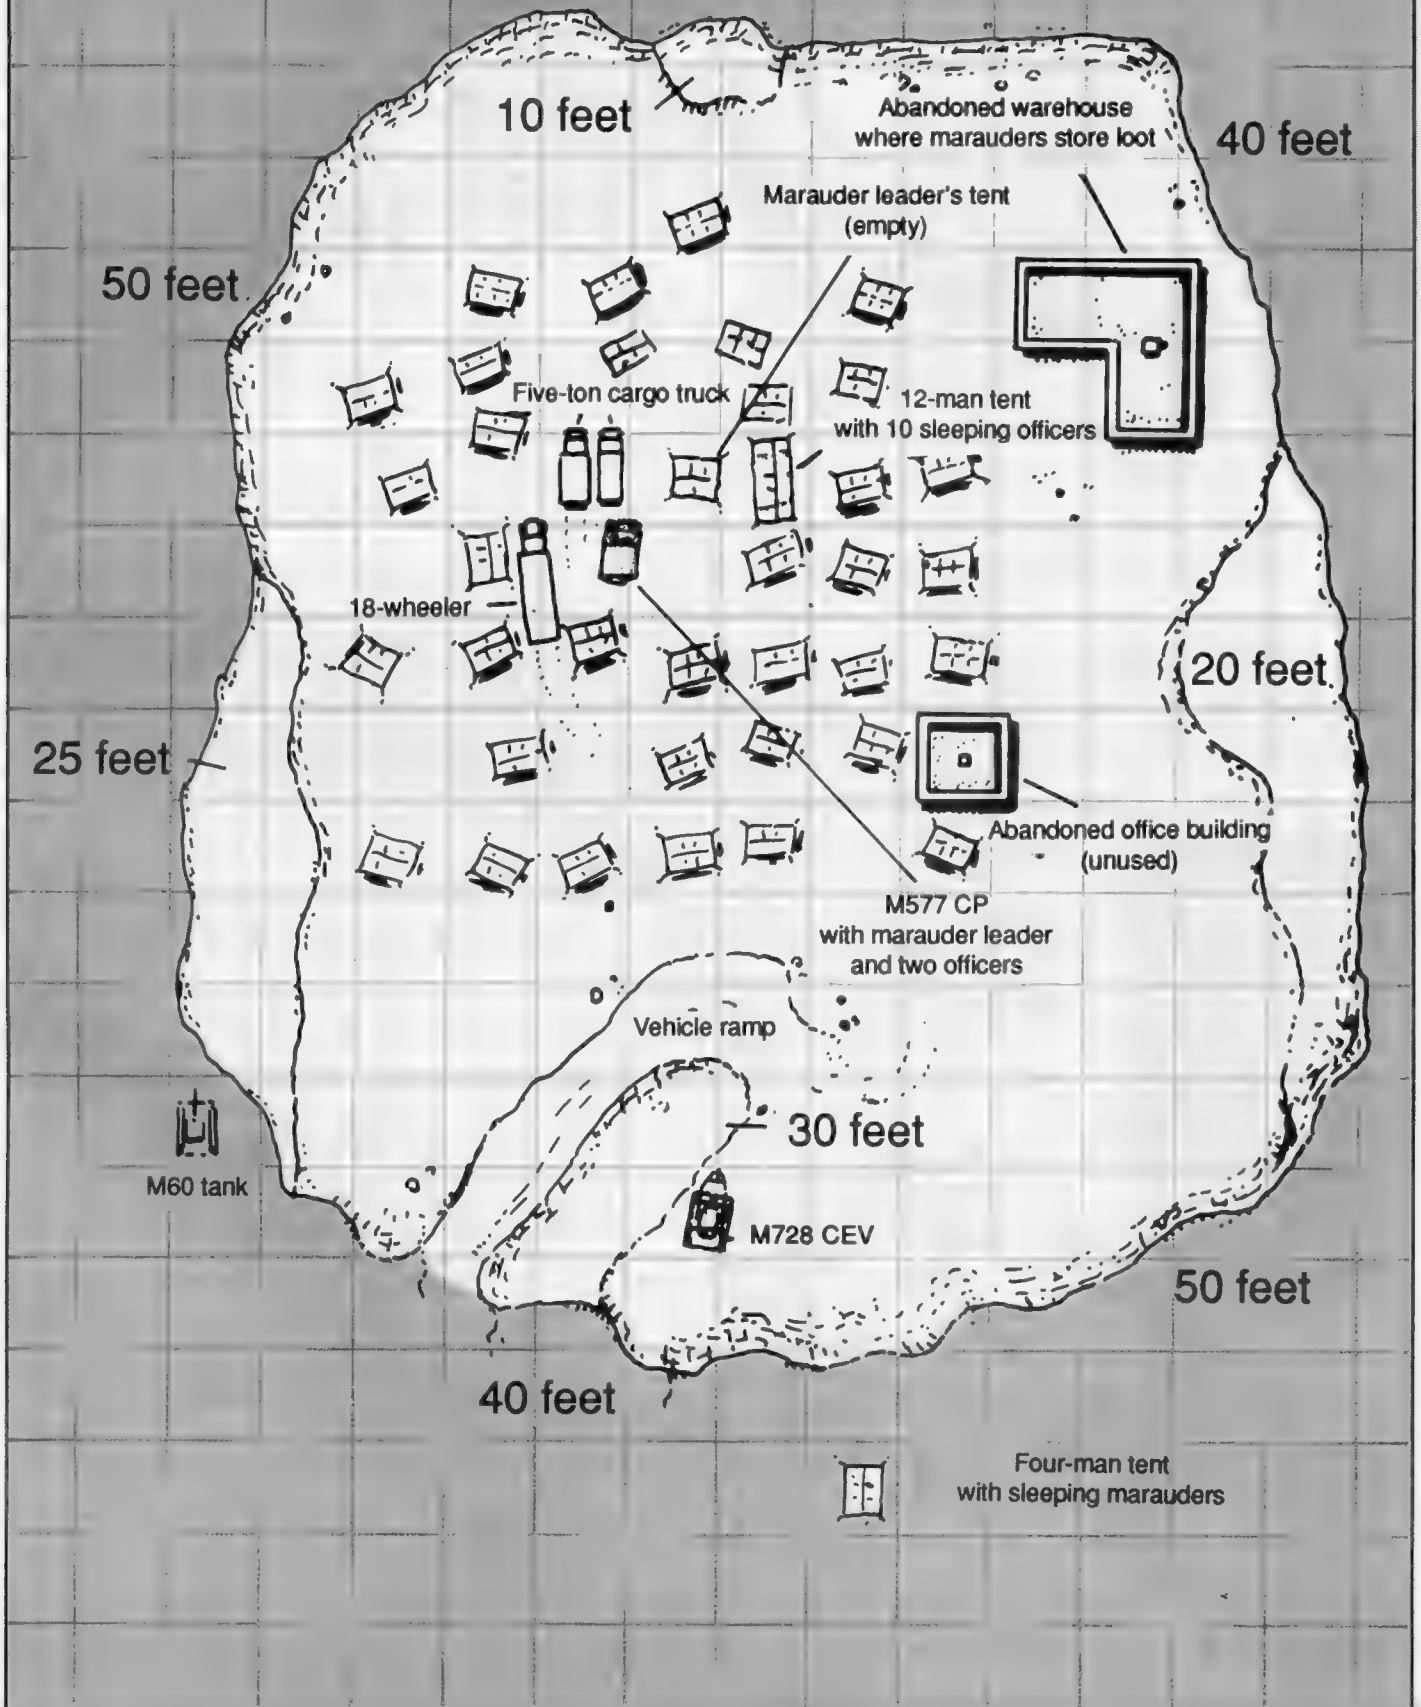 10 feet
Abandoned warehouse
where marauders store loot
40 feet
Marauder leader's tent
(empty)
50 feet
Five-ton cargo truck
12-man tent
with 10 sleeping officers
18-wheeler
20 feet
25 feet
Abandoned office building
(unused)
M577 CP
with marauder leader
and two officers
Vehicle ramp
30 feet
M60 tank
M728 CEV
50 feet
40 feet
Four-man tent
with sleeping marauders